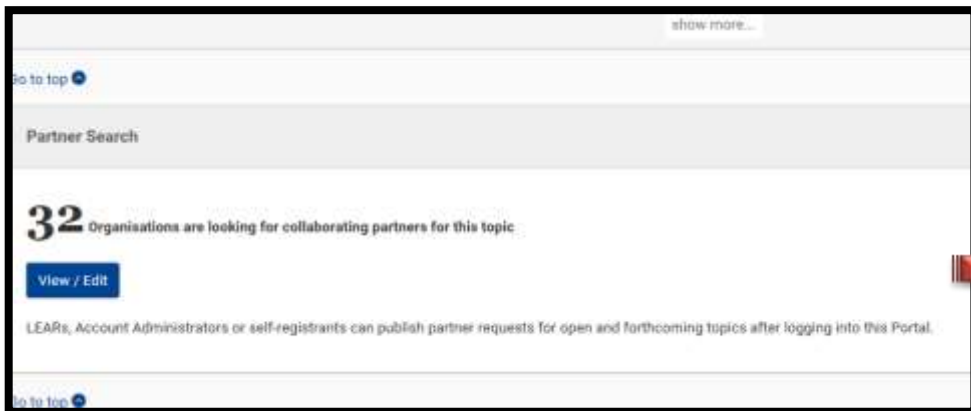 show more...
Go to top
Partner Search
32 Organisations are looking for collaborating partners for this topic
View / Edit
LEARs, Account Administrators or self-registrants can publish partner requests for open and forthcoming topics after logging into this Portal.
Go to top